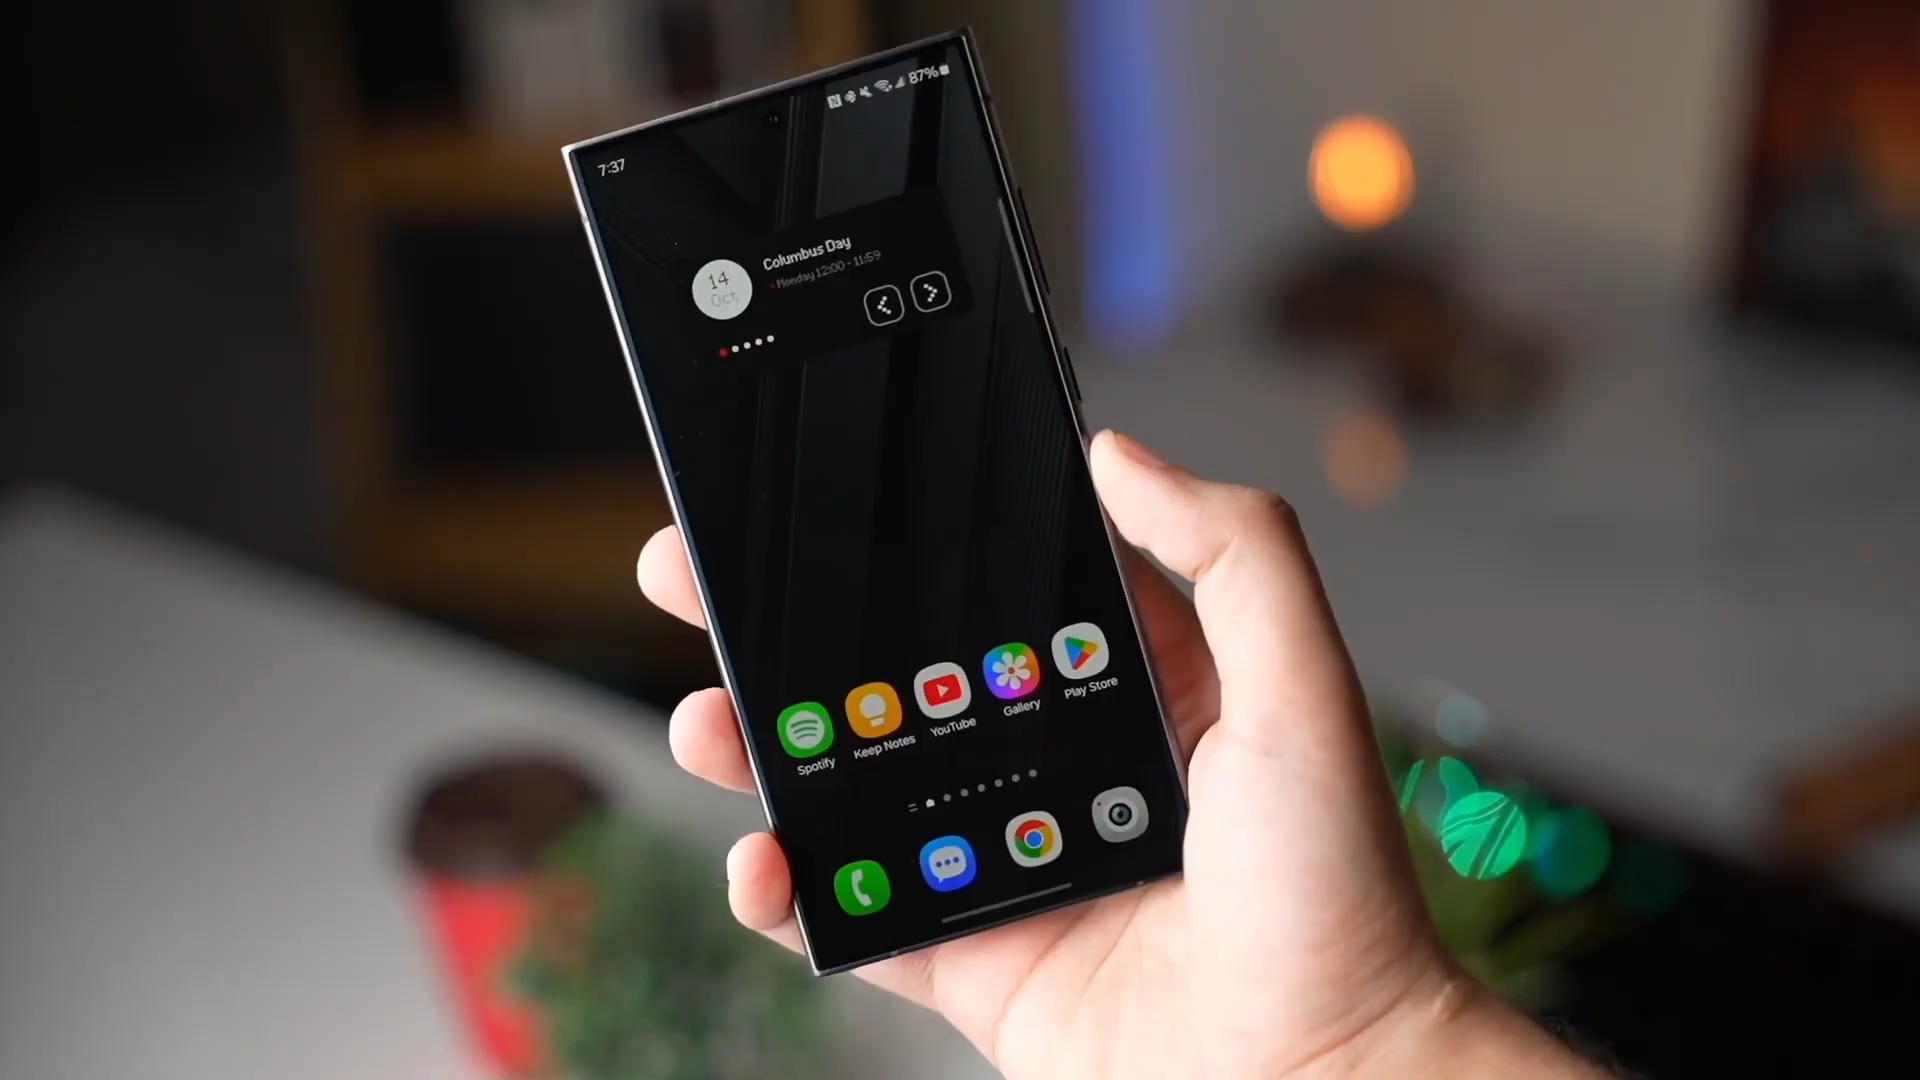 7:37
87%
14
Oct
Columbus Day
Monday 12:00 - 11:59
Spotify
Keep Notes
YouTube
Gallery
Play Store